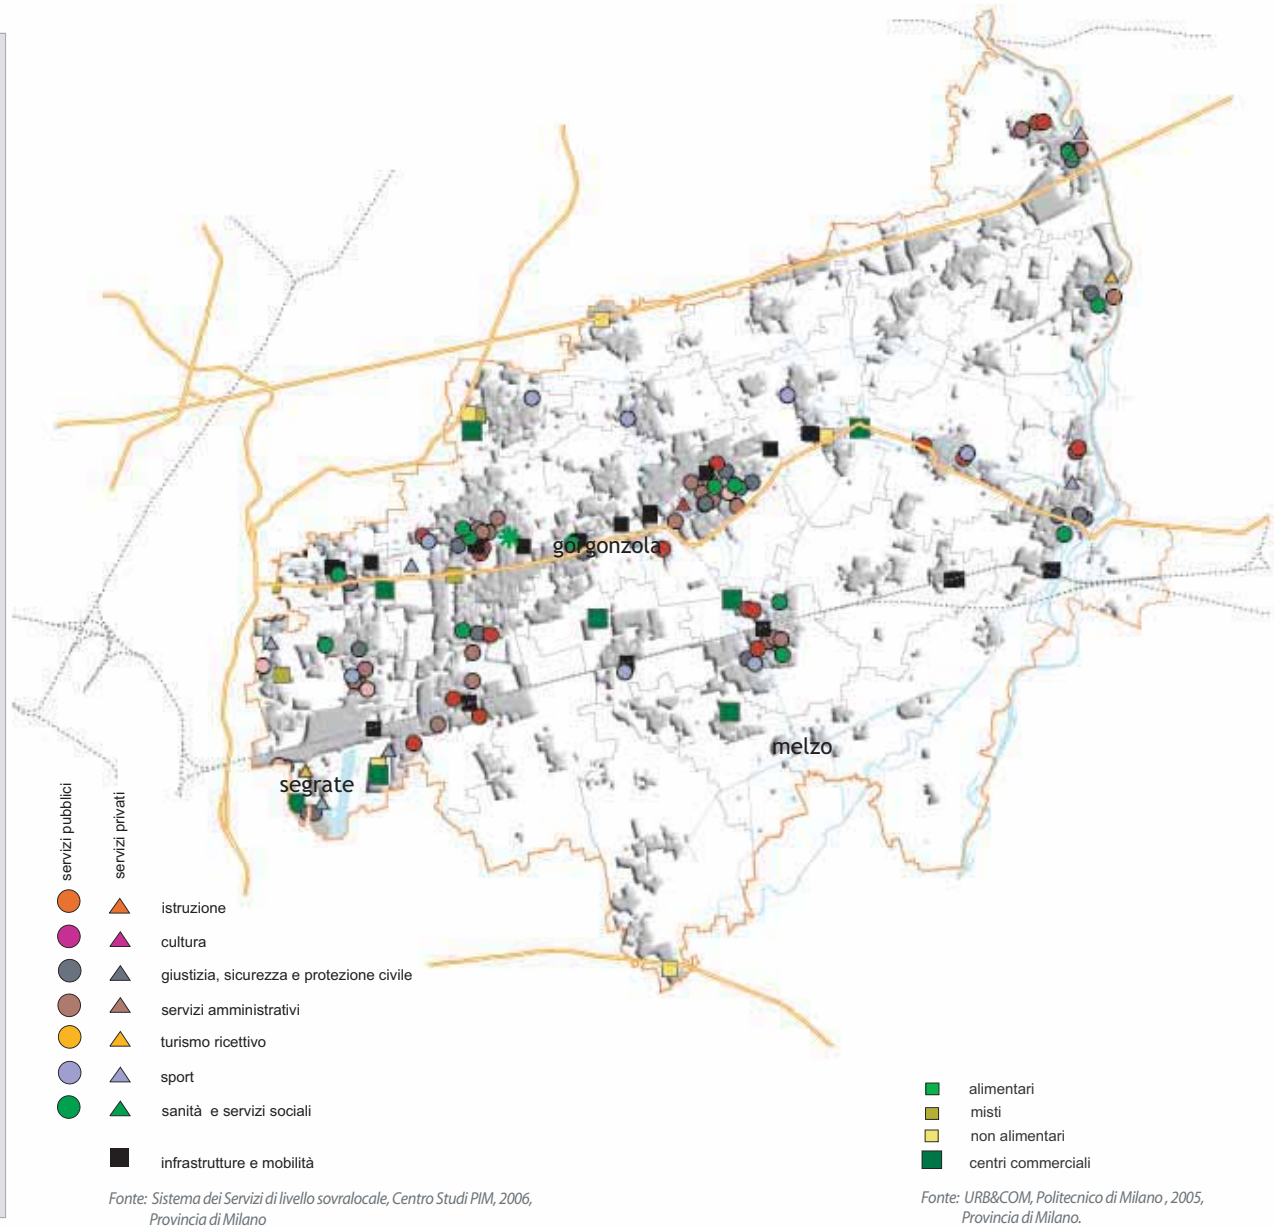 gorgonzola
melzo
segrate
servizi pubblici
servizi privati
istruzione
cultura
giustizia, sicurezza e protezione civile
servizi amministrativi
turismo ricettivo
sport
sanità e servizi sociali
infrastrutture e mobilità
Fonte: Sistema dei Servizi di livello sovralocale, Centro Studi PIM, 2006,
Provincia di Milano
alimentari
misti
non alimentari
centri commerciali
Fonte: URB&COM, Politecnico di Milano , 2005,
Provincia di Milano.